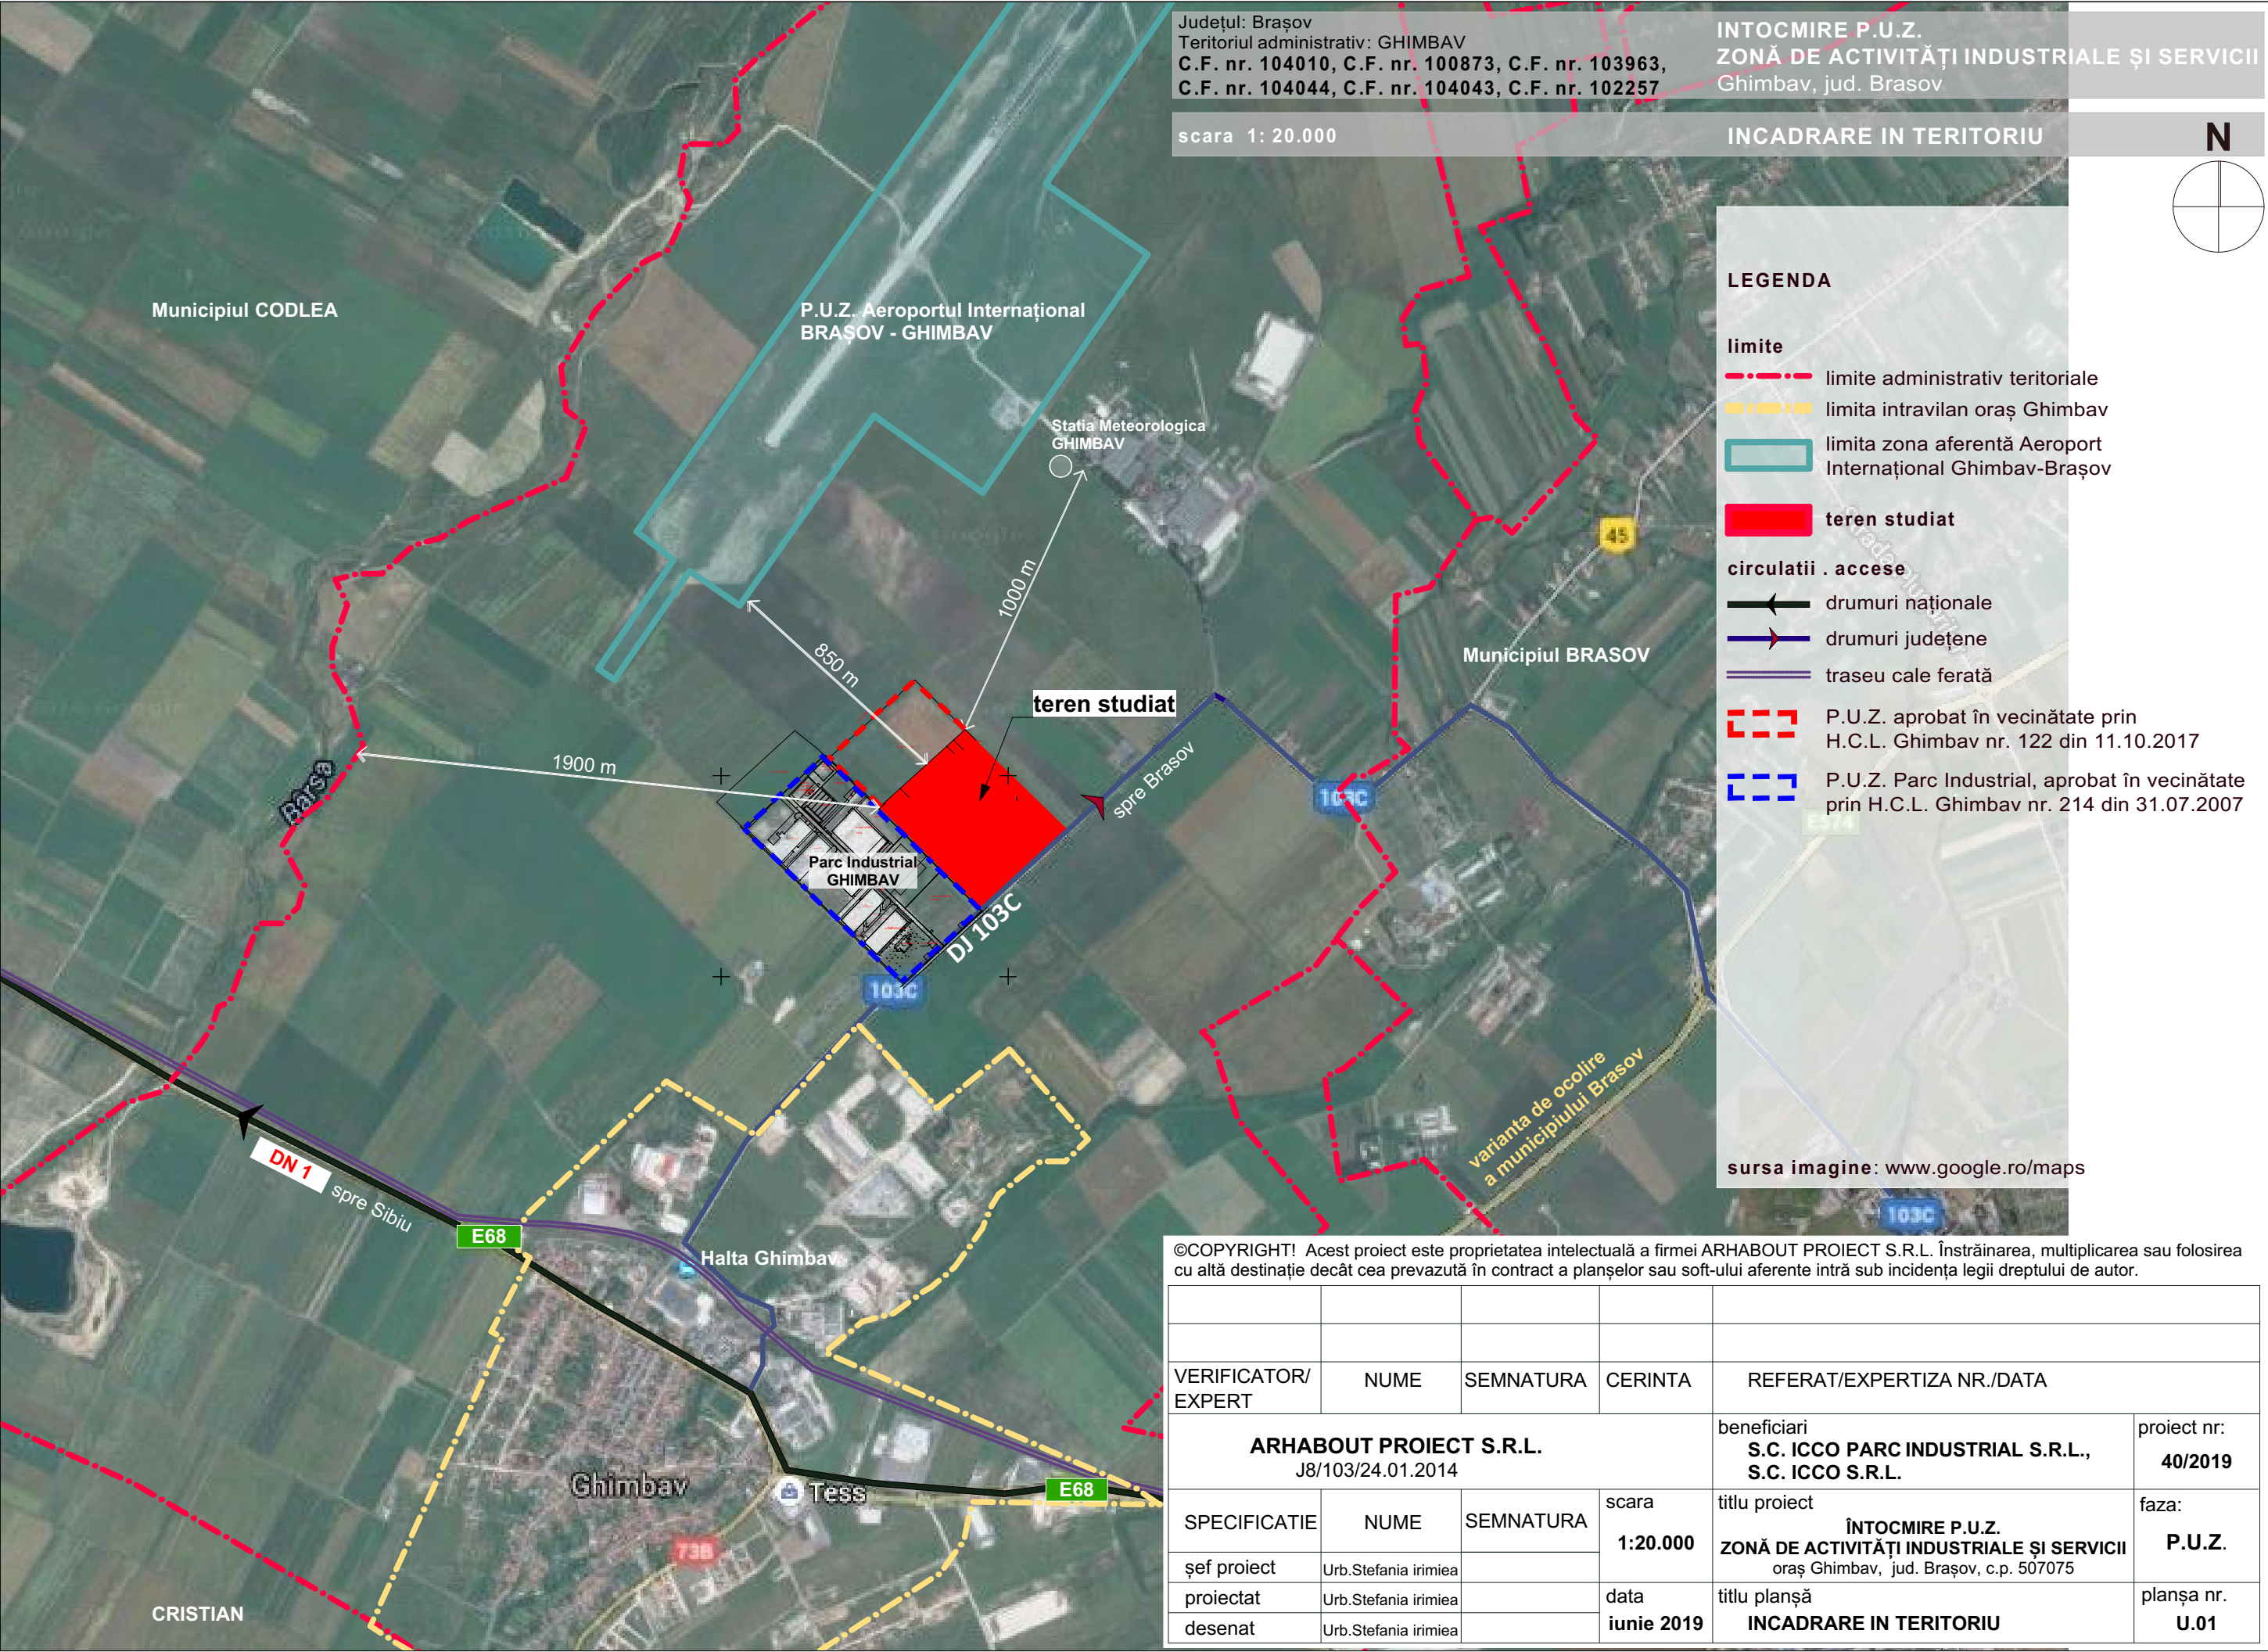 Județul: Brașov
Teritoriul administrativ: GHIMBAV
C.F. nr. 104010, C.F. nr. 100873, C.F. nr. 103963,
C.F. nr. 104044, C.F. nr. 104043, C.F. nr. 102257
INTOCMIRE P.U.Z.
ZONĂ DE ACTIVITĂȚI INDUSTRIALE ȘI SERVICII
Ghimbav, jud. Brasov
scara 1: 20.000
INCADRARE IN TERITORIU
N
LEGENDA
limite
limite administrativ teritoriale
limita intravilan oraș Ghimbav
limita zona aferentă Aeroport
Internațional Ghimbav-Brașov
teren studiat
circulatii . accese
drumuri naționale
drumuri județene
traseu cale ferată
P.U.Z. aprobat în vecinătate prin
H.C.L. Ghimbav nr. 122 din 11.10.2017
P.U.Z. Parc Industrial, aprobat în vecinătate
prin H.C.L. Ghimbav nr. 214 din 31.07.2007
E574
sursa imagine: www.google.ro/maps
103C
Municipiul CODLEA
P.U.Z. Aeroportul Internațional
BRAȘOV - GHIMBAV
Statia Meteorologica
GHIMBAV
45
1000 m
850 m
Municipiul BRASOV
teren studiat
1900 m
Barsa
spre Brasov
103C
Parc Industrial
GHIMBAV
DJ 103C
103C
varianta de ocolire
a municipiului Brasov
DN 1
spre Sibiu
E68
Halta Ghimbav
Ghimbav
Tess
E68
73B
CRISTIAN
©COPYRIGHT! Acest proiect este proprietatea intelectuală a firmei ARHABOUT PROIECT S.R.L. Înstrăinarea, multiplicarea sau folosirea
cu altă destinație decât cea prevazută în contract a planșelor sau soft-ului aferente intră sub incidența legii dreptului de autor.
VERIFICATOR/
EXPERT
NUME
SEMNATURA
CERINTA
REFERAT/EXPERTIZA NR./DATA
ARHABOUT PROIECT S.R.L.
J8/103/24.01.2014
beneficiari
S.C. ICCO PARC INDUSTRIAL S.R.L.,
S.C. ICCO S.R.L.
proiect nr:
40/2019
SPECIFICATIE
NUME
SEMNATURA
scara
1:20.000
titlu proiect
ÎNTOCMIRE P.U.Z.
ZONĂ DE ACTIVITĂȚI INDUSTRIALE ȘI SERVICII
oraș Ghimbav, jud. Brașov, c.p. 507075
faza:
P.U.Z.
șef proiect
Urb.Stefania irimiea
proiectat
Urb.Stefania irimiea
desenat
Urb.Stefania irimiea
data
iunie 2019
titlu planșă
INCADRARE IN TERITORIU
planșa nr.
U.01